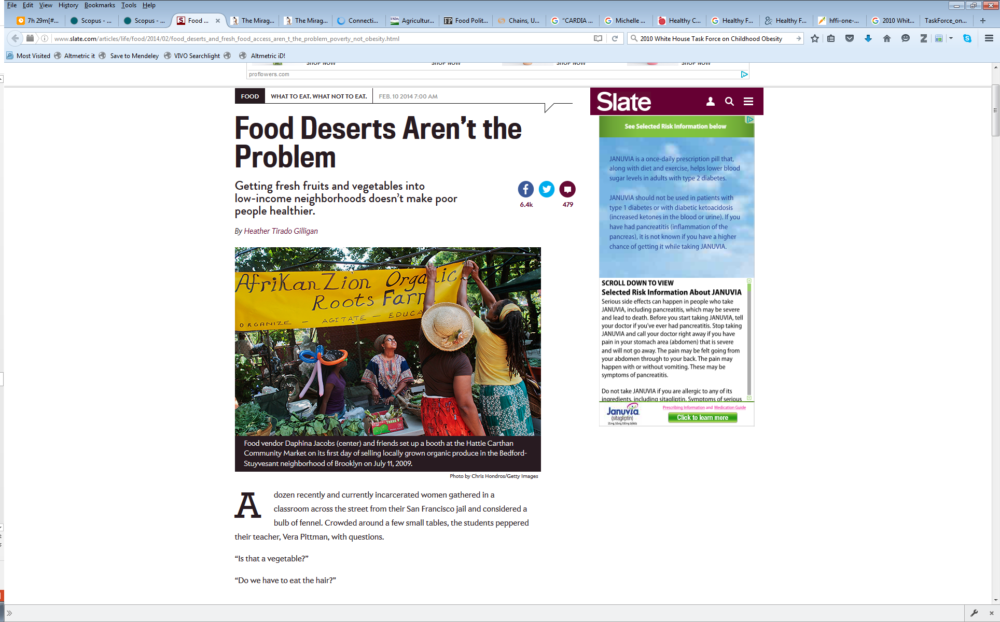 File Edit View History Bookmarks Tools Help
7h 29m[#... Scopus - ... Scopus - ... Food ... The Mirag... The Mirag... Connecti... Agricultur... Food Polit... Chains, U... “CARDIA ... Michelle ... Healthy C... Healthy F... Healthy F... hffi-one-... 2010 Whit... TaskForce_on...
www.slate.com/articles/life/food/2014/02/food_deserts_and_fresh_food_access_aren_t_the_problem_poverty_not_obesity.html
2010 White House Task Force on Childhood Obesity
Most Visited Altmetric it Save to Mendeley VIVO Searchlight Altmetric iD!
SHOP NOW SHOP NOW SHOP NOW SHOP NOW
proflowers.com
FOOD WHAT TO EAT. WHAT NOT TO EAT. FEB. 10 2014 7:00 AM
Food Deserts Aren’t the
Problem
Getting fresh fruits and vegetables into
low-income neighborhoods doesn’t make poor
people healthier.
6.4k 479
By Heather Tirado Gilligan
AfriKan Zion Organic
Roots Farm
ORGANIZE – AGITATE – EDUCA
THREE V
Food vendor Daphina Jacobs (center) and friends set up a booth at the Hattie Carthan
Community Market on its first day of selling locally grown organic produce in the Bedford-
Stuyvesant neighborhood of Brooklyn on July 11, 2009.
Photo by Chris Hondros/Getty Images
A dozen recently and currently incarcerated women gathered in a
classroom across the street from their San Francisco jail and considered a
bulb of fennel. Crowded around a few small tables, the students peppered
their teacher, Vera Pittman, with questions.
“Is that a vegetable?”
“Do we have to eat the hair?”
Slate
See Selected Risk Information below
JANUVIA is a once-daily prescription pill that,
along with diet and exercise, helps lower blood
sugar levels in adults with type 2 diabetes.
JANUVIA should not be used in patients with
type 1 diabetes or with diabetic ketoacidosis
(increased ketones in the blood or urine). If you
have had pancreatitis (inflammation of the
pancreas), it is not known if you have a higher
chance of getting it while taking JANUVIA.
SCROLL DOWN TO VIEW
Selected Risk Information About JANUVIA
Serious side effects can happen in people who take
JANUVIA, including pancreatitis, which may be severe
and lead to death. Before you start taking JANUVIA, tell
your doctor if you've ever had pancreatitis. Stop taking
JANUVIA and call your doctor right away if you have
pain in your stomach area (abdomen) that is severe
and will not go away. The pain may be felt going from
your abdomen through to your back. The pain may
happen with or without vomiting. These may be
symptoms of pancreatitis.
Do not take JANUVIA if you are allergic to any of its
ingredients, including sitagliptin. Symptoms of serious
Januvia
(sitagliptin)
25mg, 50mg, 100mg tablets
Prescribing Information and Medication Guide
Click to learn more